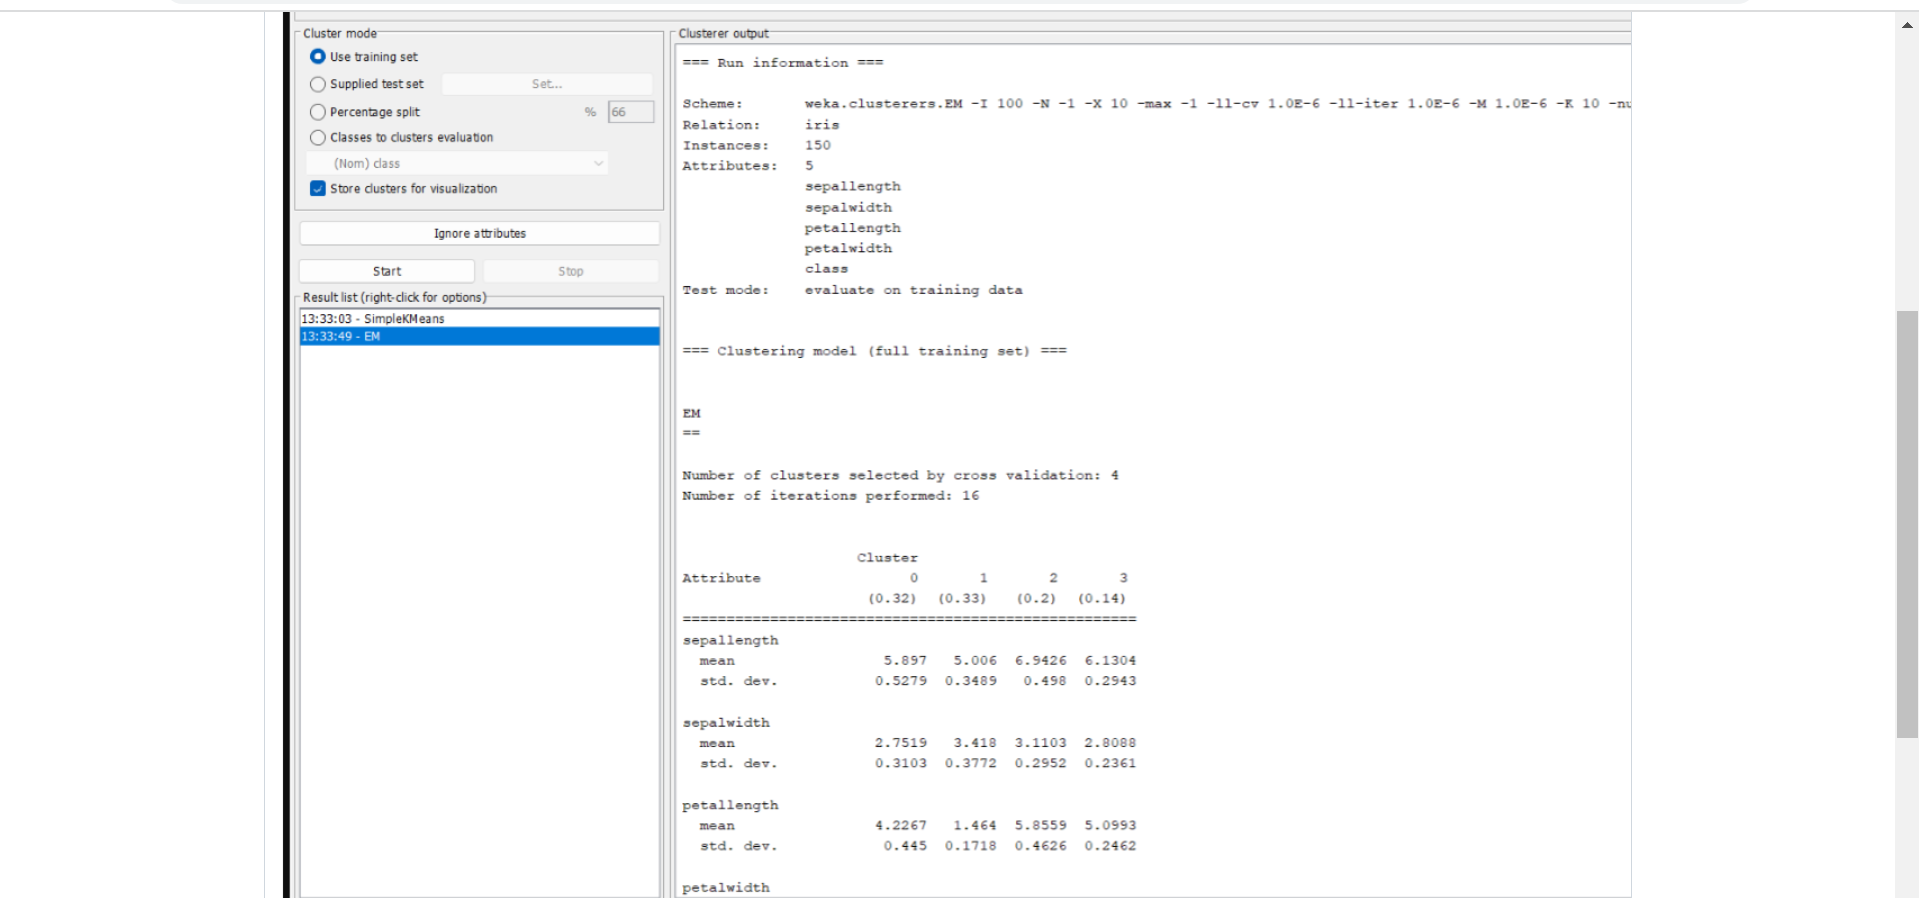 Cluster mode
Use training set
Supplied test set Set...
Percentage split % 66
Classes to clusters evaluation
(Nom) class
Store clusters for visualization
Ignore attributes
Start Stop
Result list (right-click for options)
13:33:03 - SimpleKMeans
13:33:49 - EM
Clusterer output
=== Run information ===
Scheme: weka.clusterers.EM -I 100 -N -1 -X 10 -max -1 -ll-cv 1.0E-6 -ll-iter 1.0E-6 -M 1.0E-6 -K 10 -nu
Relation: iris
Instances: 150
Attributes: 5
sepallength
sepalwidth
petallength
petalwidth
class
Test mode: evaluate on training data
=== Clustering model (full training set) ===
EM
==
Number of clusters selected by cross validation: 4
Number of iterations performed: 16
Cluster
Attribute 0 1 2 3
(0.32) (0.33) (0.2) (0.14)
====================================================
sepallength
mean 5.897 5.006 6.9426 6.1304
std. dev. 0.5279 0.3489 0.498 0.2943
sepalwidth
mean 2.7519 3.418 3.1103 2.8088
std. dev. 0.3103 0.3772 0.2952 0.2361
petallength
mean 4.2267 1.464 5.8559 5.0993
std. dev. 0.445 0.1718 0.4626 0.2462
petalwidth